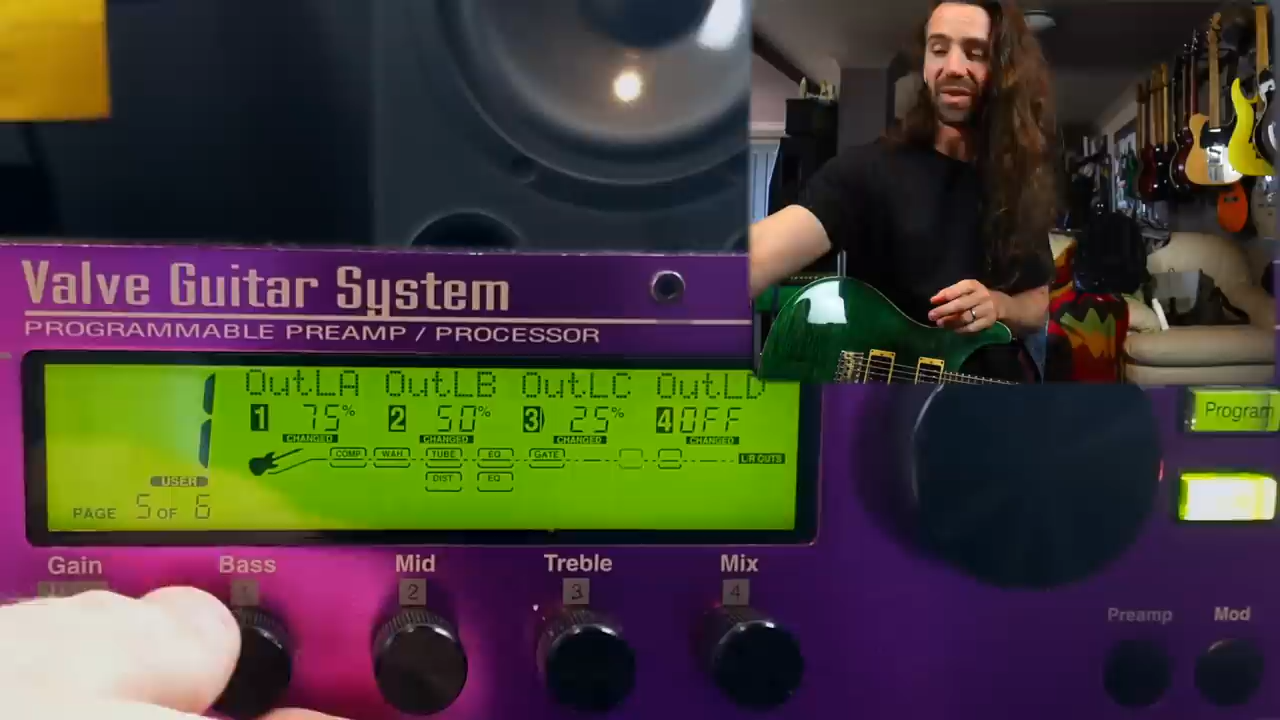 Valve Guitar System
PROGRAMMABLE PREAMP / PROCESSOR
OutLA OutLB OutLC OutLD
1 75% 2 50% 3 25% 4 OFF
CHANGED CHANGED CHANGED CHANGED
COMP WAH TUBE EQ GATE L/R OUTS
DIST EQ
1
USER
PAGE 5 OF 6
Program
Gain Bass Mid Treble Mix
1 2 3 4
Preamp Mod